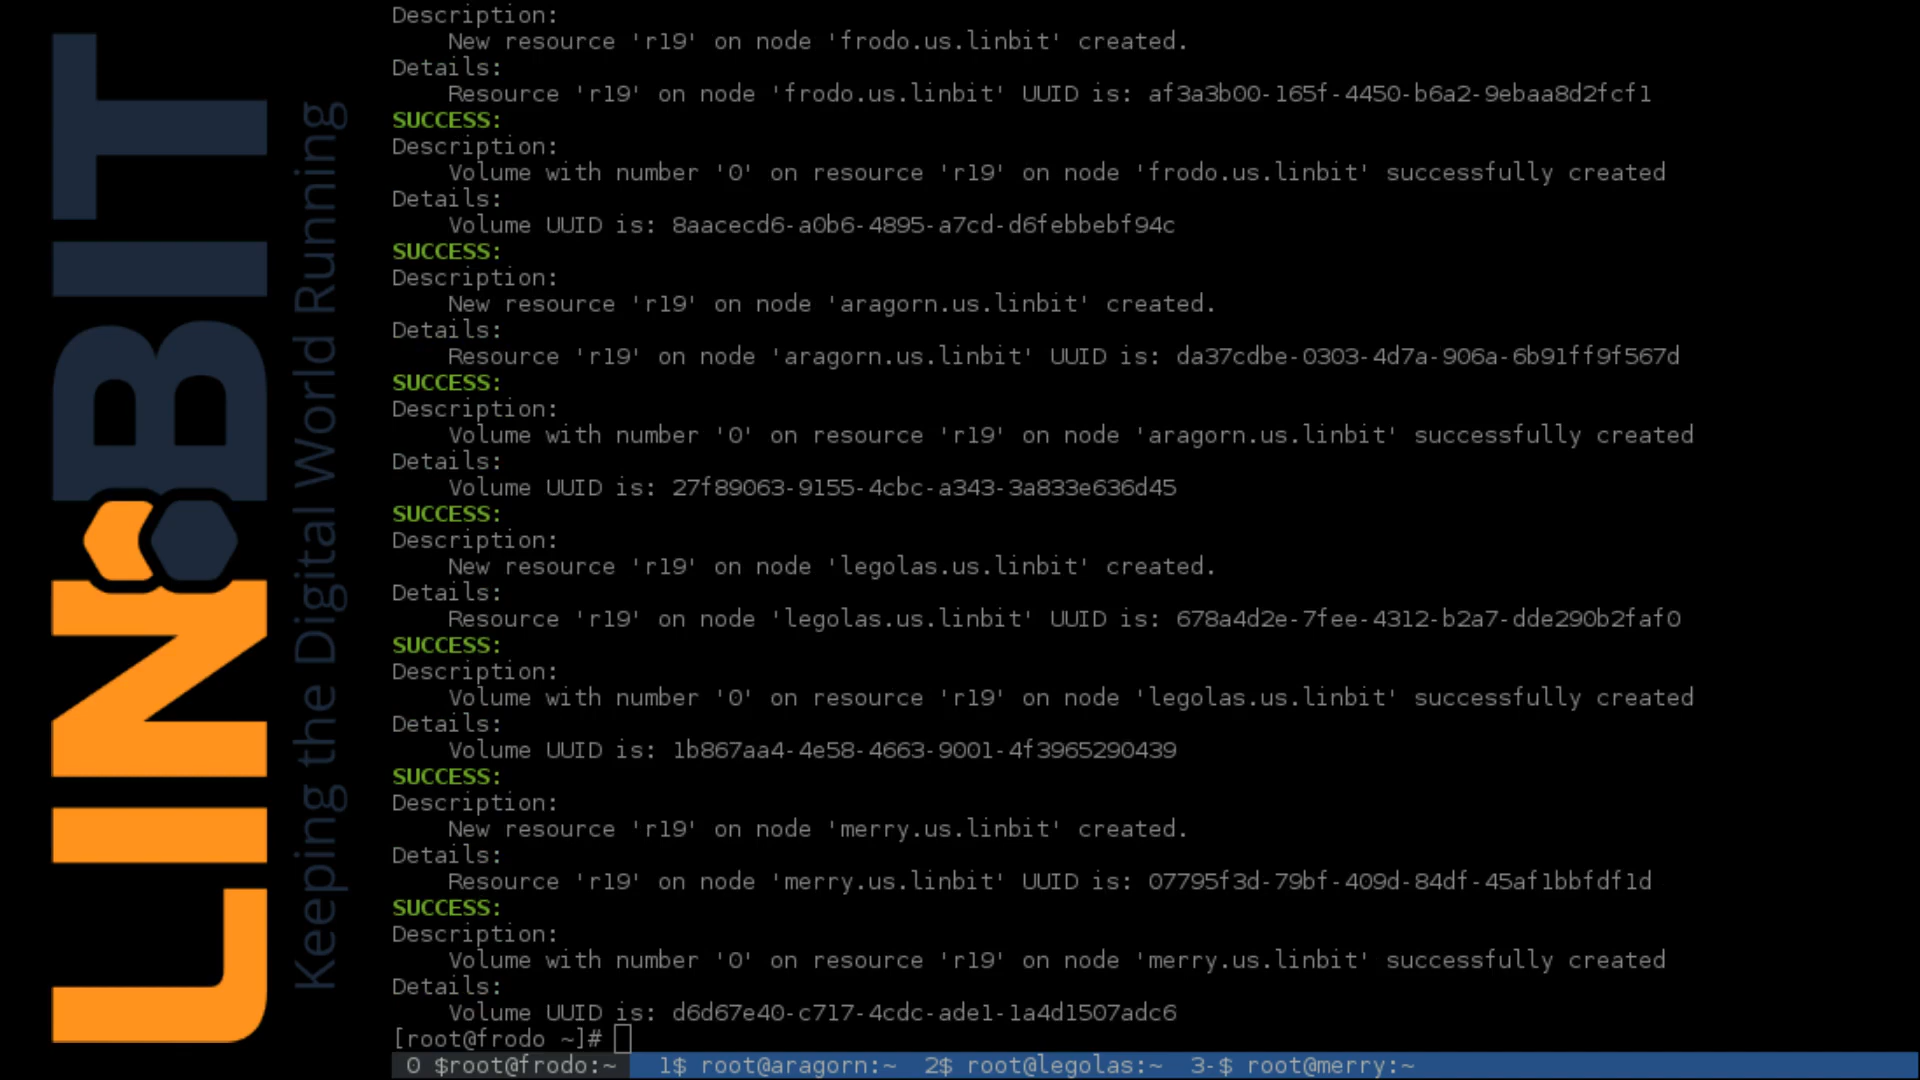 LINBIT
Keeping the Digital World Running
Description:
New resource 'r19' on node 'frodo.us.linbit' created.
Details:
Resource 'r19' on node 'frodo.us.linbit' UUID is: af3a3b00-165f-4450-b6a2-9ebaa8d2fcf1
SUCCESS:
Description:
Volume with number '0' on resource 'r19' on node 'frodo.us.linbit' successfully created
Details:
Volume UUID is: 8aacecd6-a0b6-4895-a7cd-d6febbebf94c
SUCCESS:
Description:
New resource 'r19' on node 'aragorn.us.linbit' created.
Details:
Resource 'r19' on node 'aragorn.us.linbit' UUID is: da37cdbe-0303-4d7a-906a-6b91ff9f567d
SUCCESS:
Description:
Volume with number '0' on resource 'r19' on node 'aragorn.us.linbit' successfully created
Details:
Volume UUID is: 27f89063-9155-4cbc-a343-3a833e636d45
SUCCESS:
Description:
New resource 'r19' on node 'legolas.us.linbit' created.
Details:
Resource 'r19' on node 'legolas.us.linbit' UUID is: 678a4d2e-7fee-4312-b2a7-dde290b2faf0
SUCCESS:
Description:
Volume with number '0' on resource 'r19' on node 'legolas.us.linbit' successfully created
Details:
Volume UUID is: 1b867aa4-4e58-4663-9001-4f3965290439
SUCCESS:
Description:
New resource 'r19' on node 'merry.us.linbit' created.
Details:
Resource 'r19' on node 'merry.us.linbit' UUID is: 07795f3d-79bf-409d-84df-45af1bbfdf1d
SUCCESS:
Description:
Volume with number '0' on resource 'r19' on node 'merry.us.linbit' successfully created
Details:
Volume UUID is: d6d67e40-c717-4cdc-ade1-1a4d1507adc6
[root@frodo ~]#
0 $root@frodo:~ 1$ root@aragorn:~ 2$ root@legolas:~ 3-$ root@merry:~